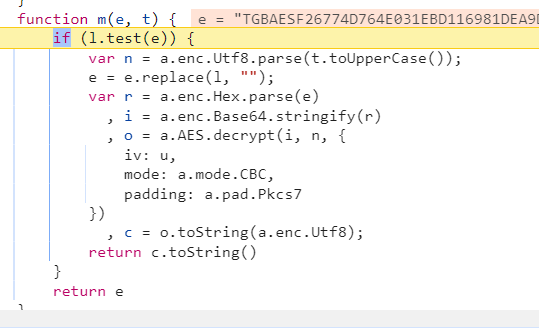 }
function m(e, t) { e = "TGBAESF26774D764E031EBD116981DEA9D
if (l.test(e)) {
var n = a.enc.Utf8.parse(t.toUpperCase());
e = e.replace(l, "");
var r = a.enc.Hex.parse(e)
, i = a.enc.Base64.stringify(r)
, o = a.AES.decrypt(i, n, {
iv: u,
mode: a.mode.CBC,
padding: a.pad.Pkcs7
})
, c = o.toString(a.enc.Utf8);
return c.toString()
}
return e
}